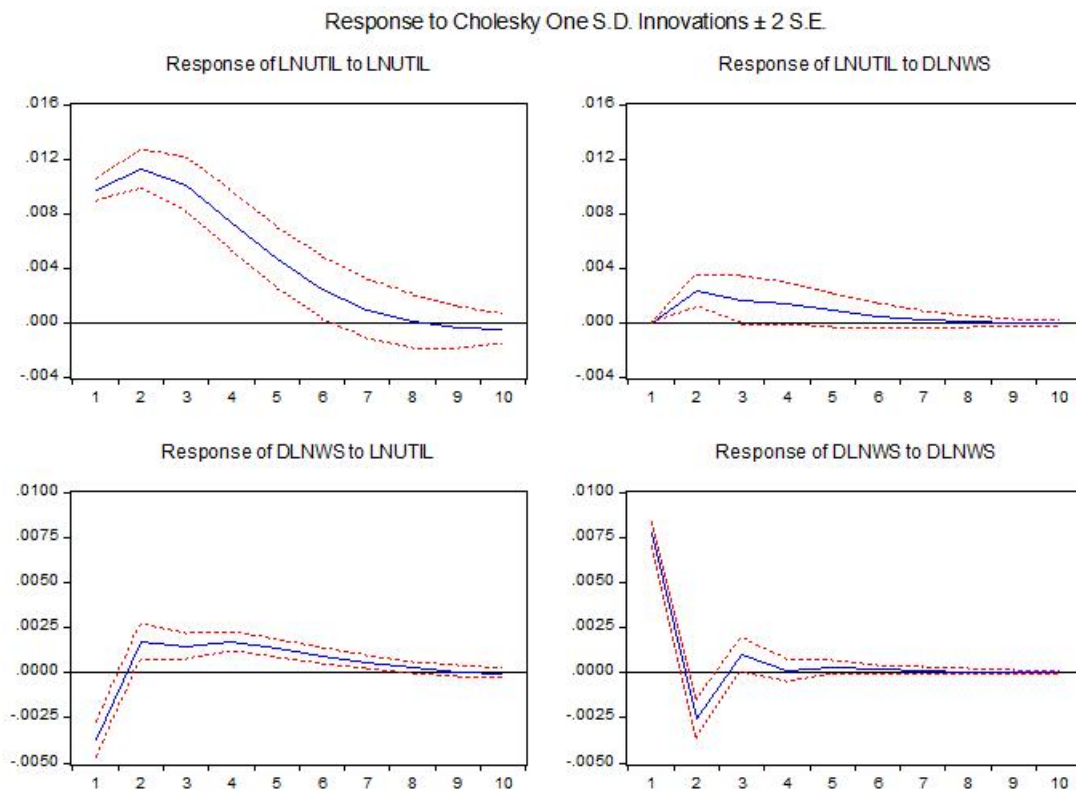 Response to Cholesky One S.D. Innovations ± 2 S.E.
Response of LNUTIL to LNUTIL
.016
.012
.008
.004
.000
-.004
1 2 3 4 5 6 7 8 9 10
Response of LNUTIL to DLNWS
.016
.012
.008
.004
.000
-.004
1 2 3 4 5 6 7 8 9 10
Response of DLNWS to LNUTIL
.0100
.0075
.0050
.0025
.0000
-.0025
-.0050
1 2 3 4 5 6 7 8 9 10
Response of DLNWS to DLNWS
.0100
.0075
.0050
.0025
.0000
-.0025
-.0050
1 2 3 4 5 6 7 8 9 10